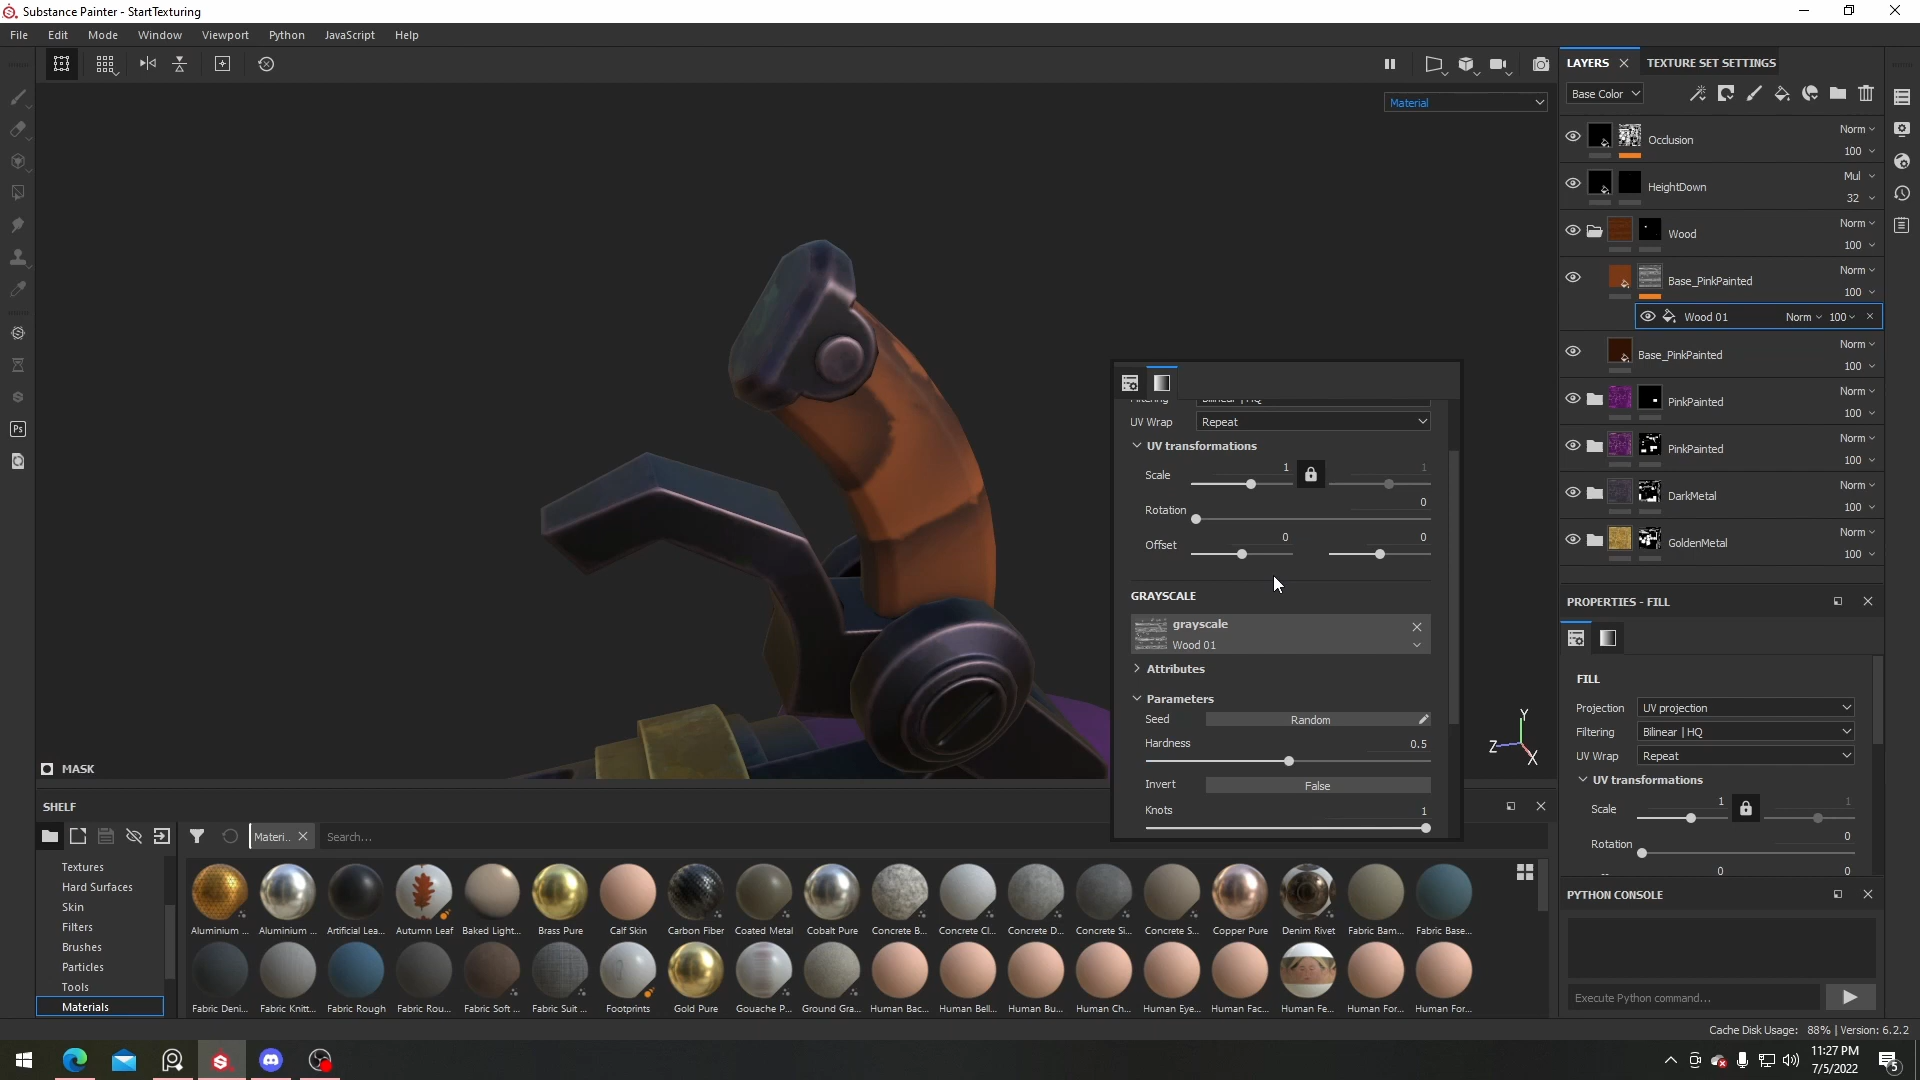 Substance Painter - StartTexturing
File Edit Mode Window Viewport Python JavaScript Help
Material
MASK
UV Wrap Repeat
UV transformations
Scale 1 1
Rotation 0
Offset 0 0
GRAYSCALE
grayscale
Wood 01
Attributes
Parameters
Seed Random
Hardness 0.5
Invert False
Knots 1
LAYERS TEXTURE SET SETTINGS
Base Color
Occlusion Norm 100
HeightDown Mul 32
Wood Norm 100
Base_PinkPainted Norm 100
Wood 01 Norm 100
Base_PinkPainted Norm 100
PinkPainted Norm 100
PinkPainted Norm 100
DarkMetal Norm 100
GoldenMetal Norm 100
PROPERTIES - FILL
FILL
Projection UV projection
Filtering Bilinear | HQ
UV Wrap Repeat
UV transformations
Scale 1 1
Rotation 0
0 0
PYTHON CONSOLE
Execute Python command...
SHELF
Materi... Search...
Textures
Hard Surfaces
Skin
Filters
Brushes
Particles
Tools
Materials
Aluminium ... Aluminium ... Artificial Lea... Autumn Leaf Baked Light... Brass Pure Calf Skin Carbon Fiber Coated Metal Cobalt Pure Concrete B... Concrete Cl... Concrete D... Concrete Si... Concrete S... Copper Pure Denim Rivet Fabric Bam... Fabric Base...
Fabric Deni... Fabric Knitt... Fabric Rough Fabric Rou... Fabric Soft ... Fabric Suit ... Footprints Gold Pure Gouache P... Ground Gra... Human Bac... Human Bell... Human Bu... Human Ch... Human Eye... Human Fac... Human Fe... Human For... Human For...
Cache Disk Usage: 88% | Version: 6.2.2
Ps
Y
Z
X
11:27 PM
7/5/2022
5